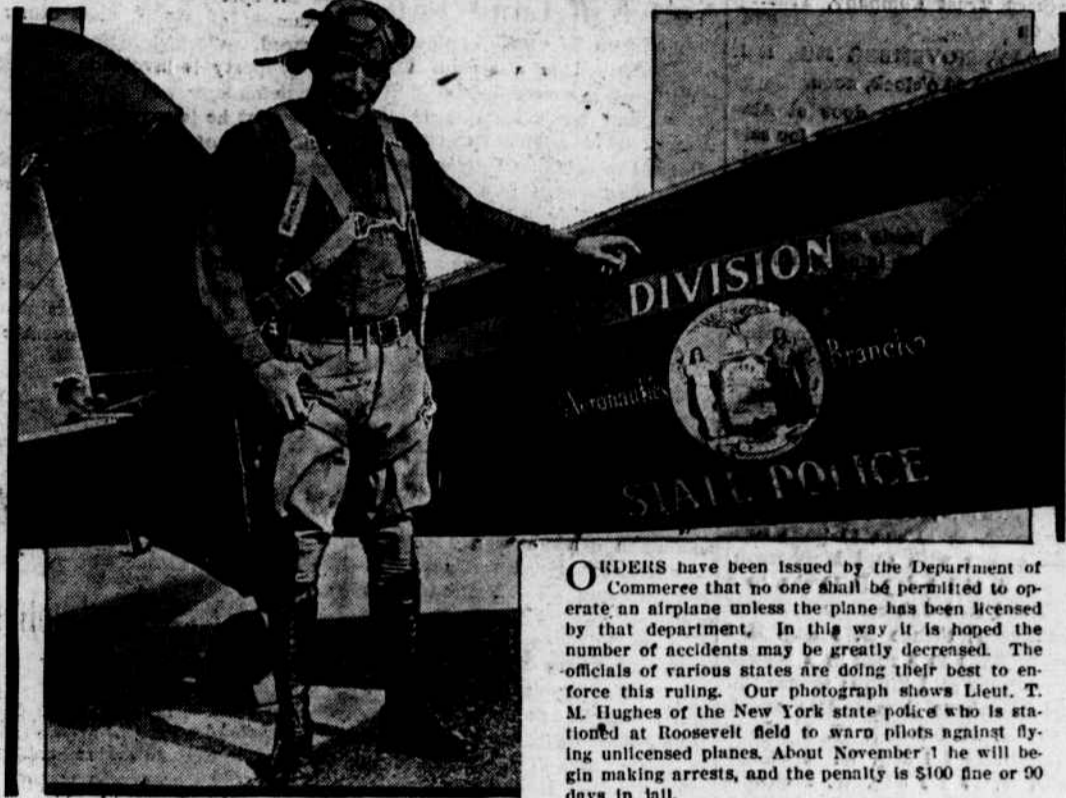 DIVISION
Aeronautics Branch
STATE POLICE
ORDERS have been issued by the Department of
Commerce that no one shall be permitted to op-
erate an airplane unless the plane has been licensed
by that department. In this way it is hoped the
number of accidents may be greatly decreased. The
officials of various states are doing their best to en-
force this ruling. Our photograph shows Lieut. T.
M. Hughes of the New York state police who is sta-
tioned at Roosevelt field to warn pilots against fly-
ing unlicensed planes. About November 1 he will be-
gin making arrests, and the penalty is $100 fine or 90
days in jail.